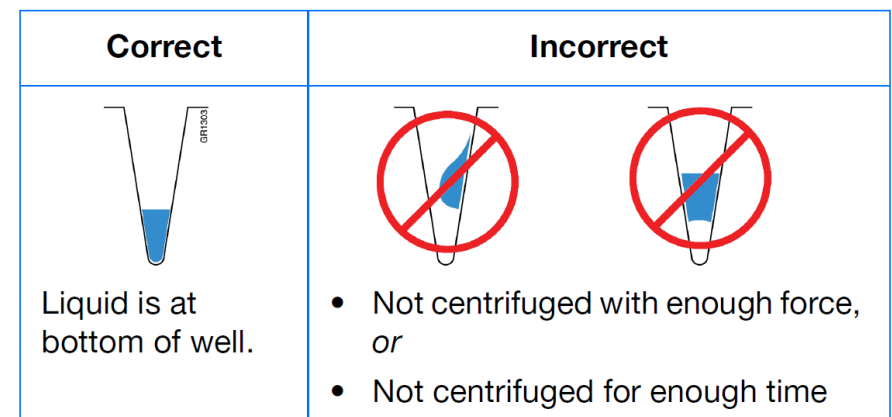 Correct
Incorrect
GR1303
Liquid is at
bottom of well.
• Not centrifuged with enough force,
or
• Not centrifuged for enough time